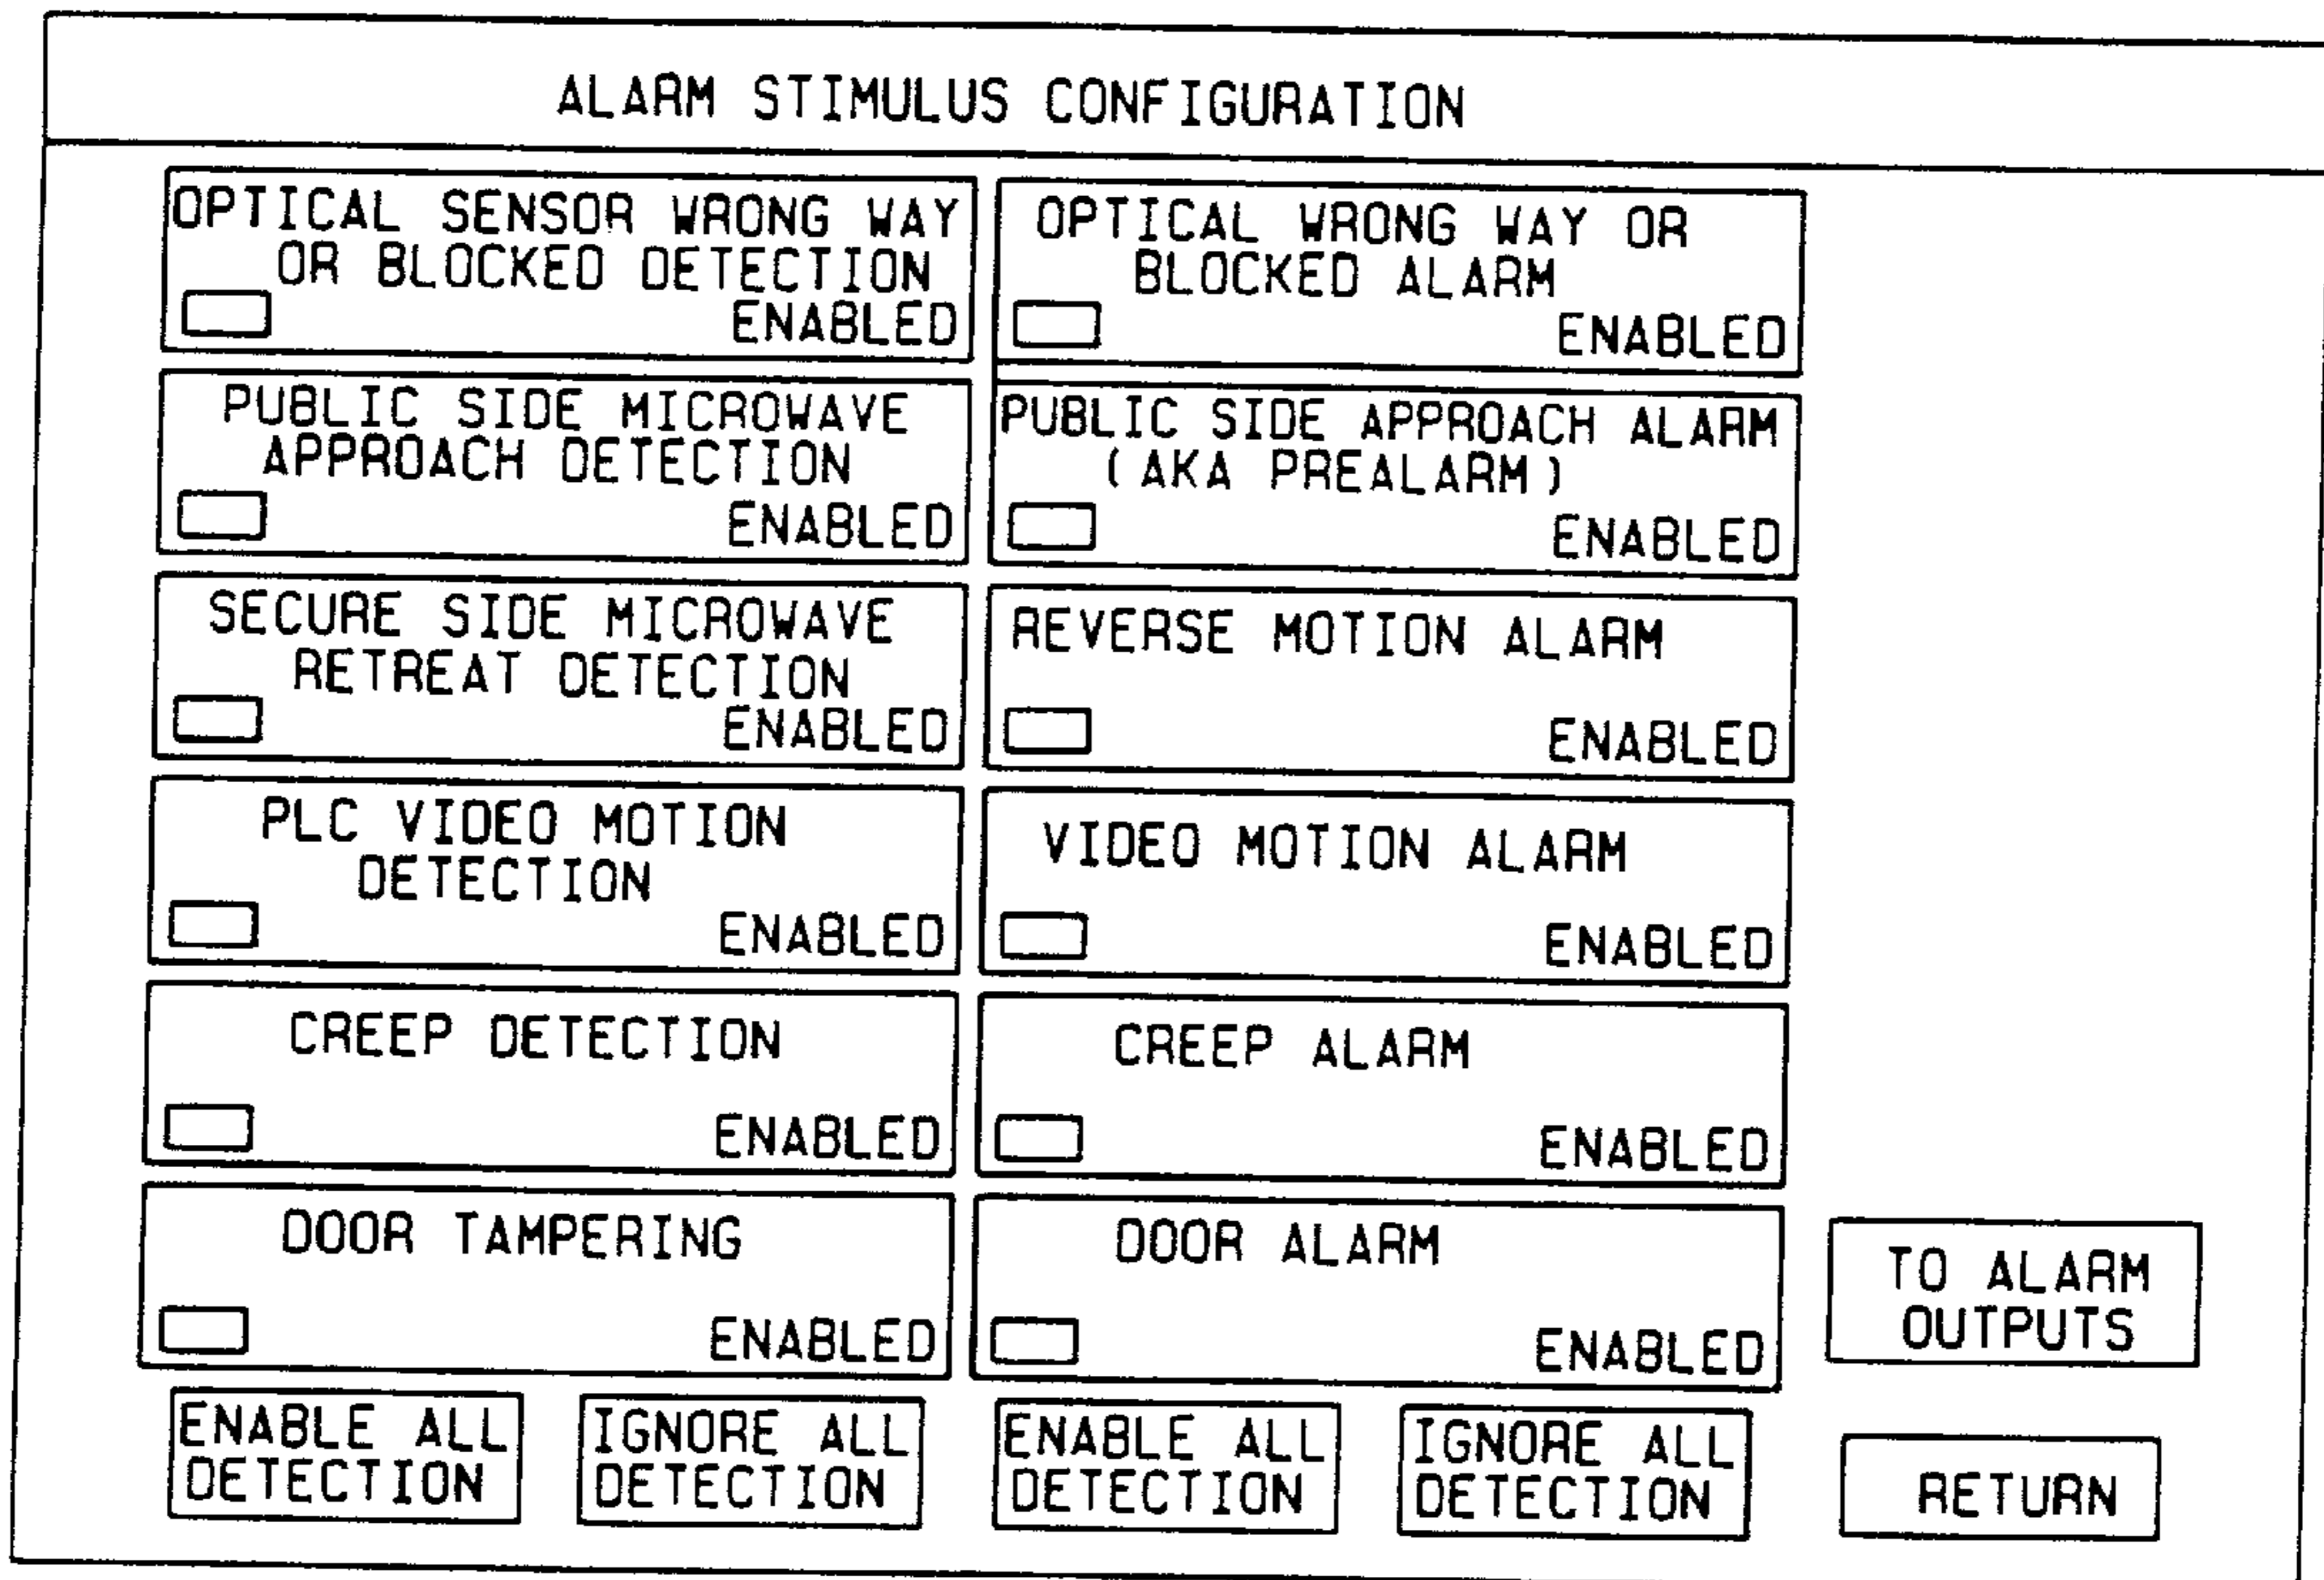 ALARM STIMULUS CONFIGURATION
OPTICAL SENSOR WRONG WAY
OR BLOCKED DETECTION
ENABLED
OPTICAL WRONG WAY OR
BLOCKED ALARM
ENABLED
PUBLIC SIDE MICROWAVE
APPROACH DETECTION
ENABLED
PUBLIC SIDE APPROACH ALARM
(AKA PREALARM)
ENABLED
SECURE SIDE MICROWAVE
RETREAT DETECTION
ENABLED
REVERSE MOTION ALARM
ENABLED
PLC VIDEO MOTION
DETECTION
ENABLED
VIDEO MOTION ALARM
ENABLED
CREEP DETECTION
ENABLED
CREEP ALARM
ENABLED
DOOR TAMPERING
ENABLED
DOOR ALARM
ENABLED
TO ALARM
OUTPUTS
ENABLE ALL
DETECTION
IGNORE ALL
DETECTION
ENABLE ALL
DETECTION
IGNORE ALL
DETECTION
RETURN